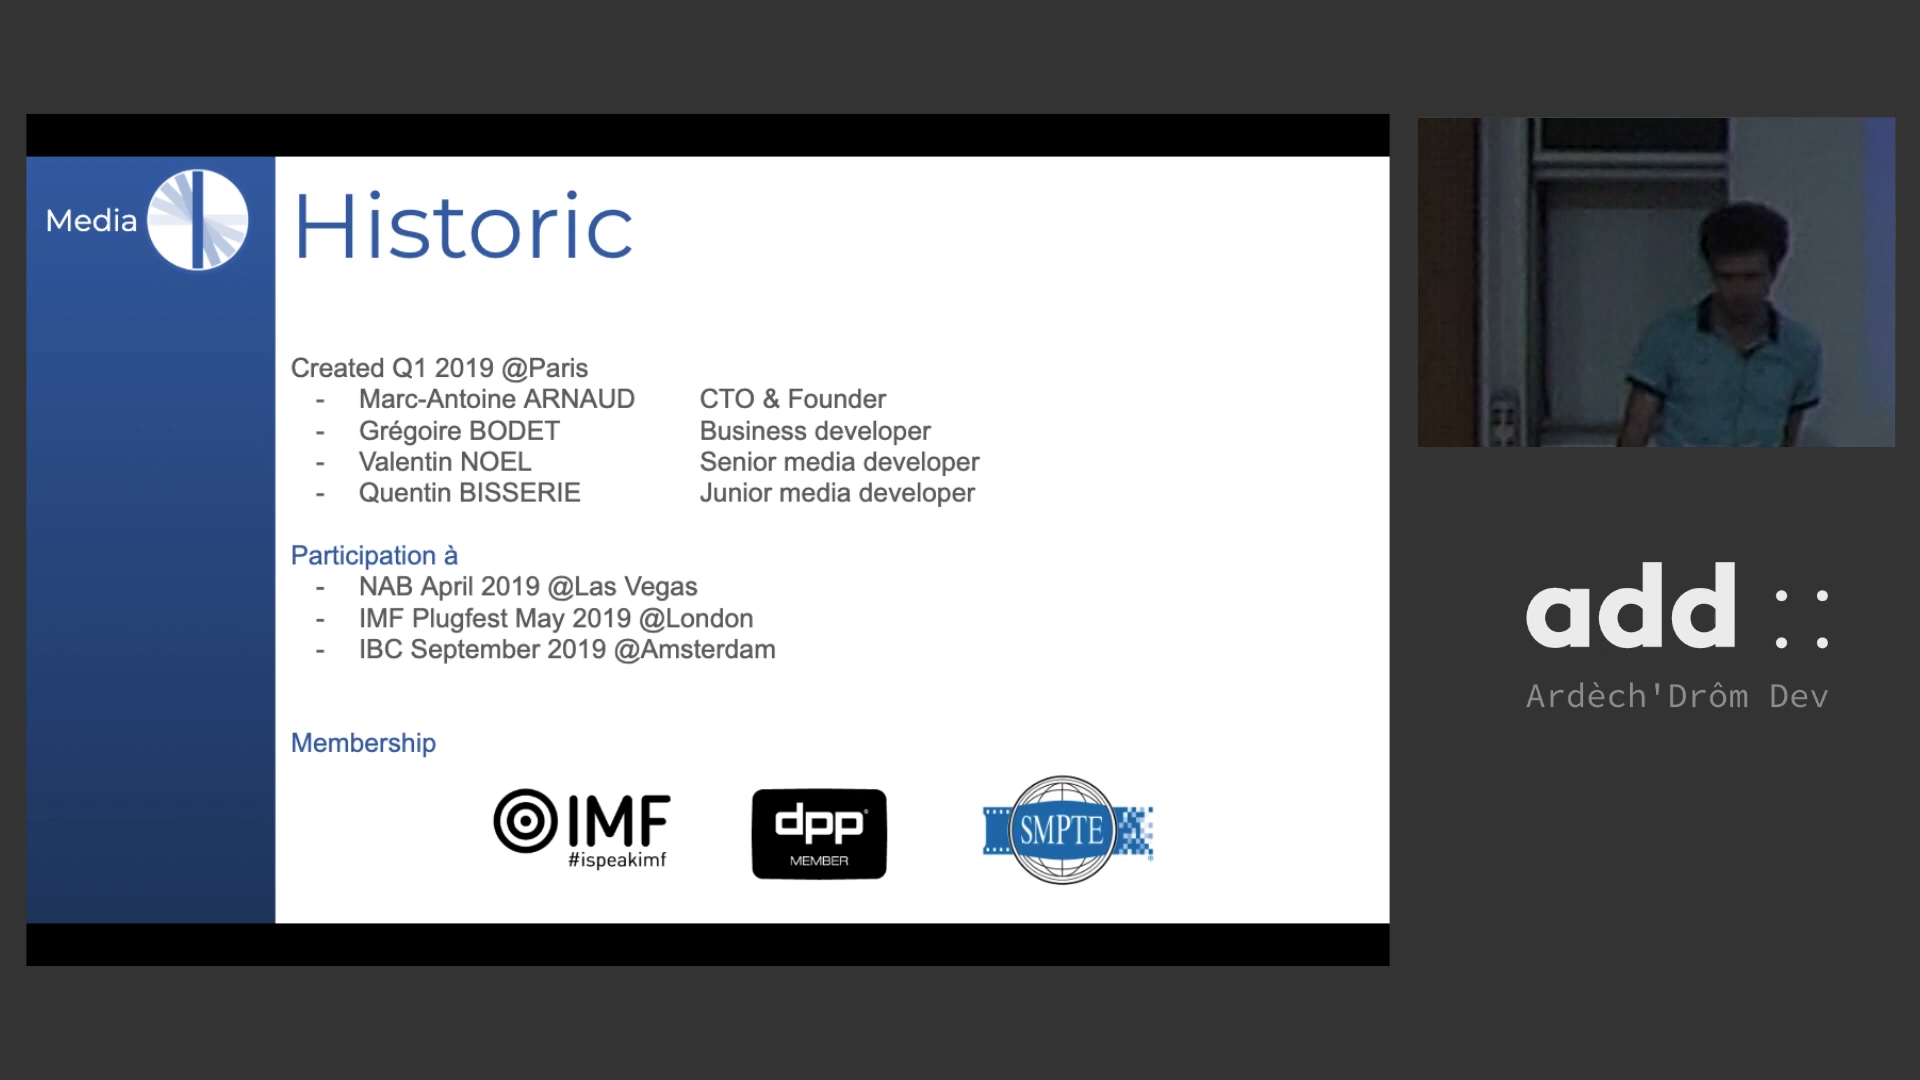 Media
Historic
Created Q1 2019 @Paris
- Marc-Antoine ARNAUD CTO & Founder
- Grégoire BODET Business developer
- Valentin NOEL Senior media developer
- Quentin BISSERIE Junior media developer
Participation à
- NAB April 2019 @Las Vegas
- IMF Plugfest May 2019 @London
- IBC September 2019 @Amsterdam
Membership
IMF
#ispeakimf
dpp
MEMBER
SMPTE
add
Ardèch'Drôm Dev